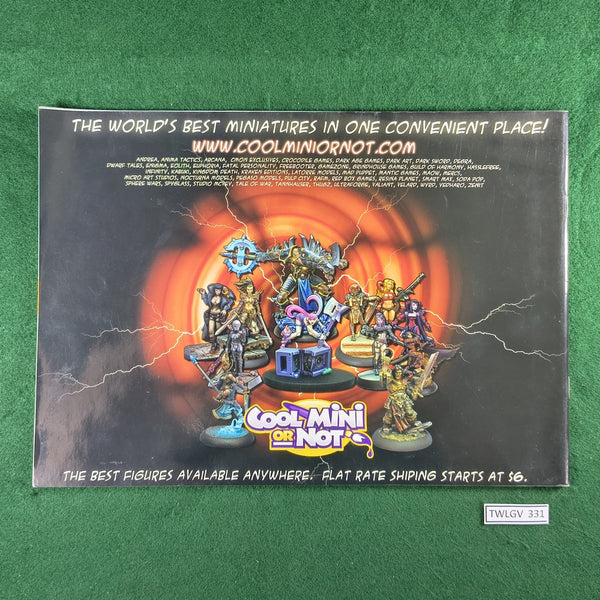 THE WORLD'S BEST MINIATURES IN ONE CONVENIENT PLACE!
WWW.COOLMINIORNOT.COM
ANDREA, ANIMA TACTICS, ARCANA, CMON EXCLUSIVES, CROCODILE GAMES, DARK AGE GAMES, DARK ART, DARK SWORD, DEGRA,
DWARF TALES, ENIGMA, EOLITH, EUPHORIA, FATAL PERSONALITY, FREEBOOTER, GAMEZONE, GRINDHOUSE GAMES, GUILD OF HARMONY, HASSLEFREE,
INFINITY, KABUKI, KINGDOM DEATH, KRAKEN EDITIONS, LATORRE MODELS, MAD PUPPET, MANTIC GAMES, MAOW, MERCS,
MICRO ART STUDIOS, NOCTURNA MODELS, PEGASO MODELS, PULP CITY, RAFM, RED BOX GAMES, RESINA PLANET, SMART MAX, SODA POP,
SPHERE WARS, SPYGLASS, STUDIO MCVEY, TALE OF WAR, TANNHAUSER, THUBZ, ULTRAFORGE, VALIANT, VELARD, WYRD, YEDHARO, ZENIT
COOL MINI
OR NOT
THE BEST FIGURES AVAILABLE ANYWHERE. FLAT RATE SHIPING STARTS AT $6.
TWLGV 331